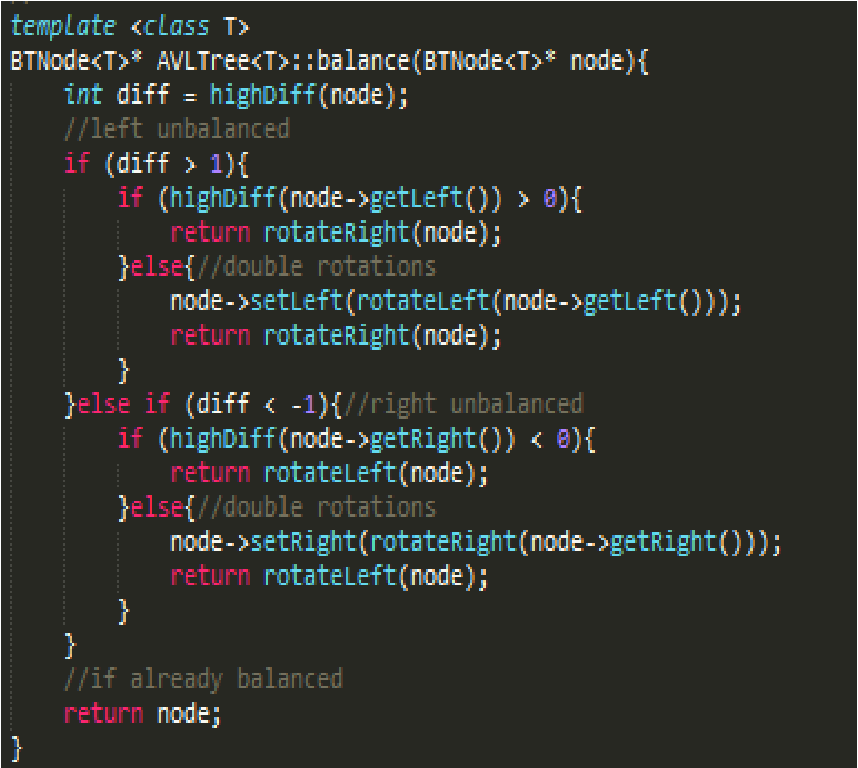 template <class T>
BTNode<T>* AVLTree<T>::balance(BTNode<T>* node){
    int diff = highDiff(node);
    //left unbalanced
    if (diff > 1){
        if (highDiff(node->getLeft()) > 0){
            return rotateRight(node);
        }else{//double rotations
            node->setLeft(rotateLeft(node->getLeft()));
            return rotateRight(node);
        }
    }else if (diff < -1){//right unbalanced
        if (highDiff(node->getRight()) < 0){
            return rotateLeft(node);
        }else{//double rotations
            node->setRight(rotateRight(node->getRight()));
            return rotateLeft(node);
        }
    }
    //if already balanced
    return node;
}